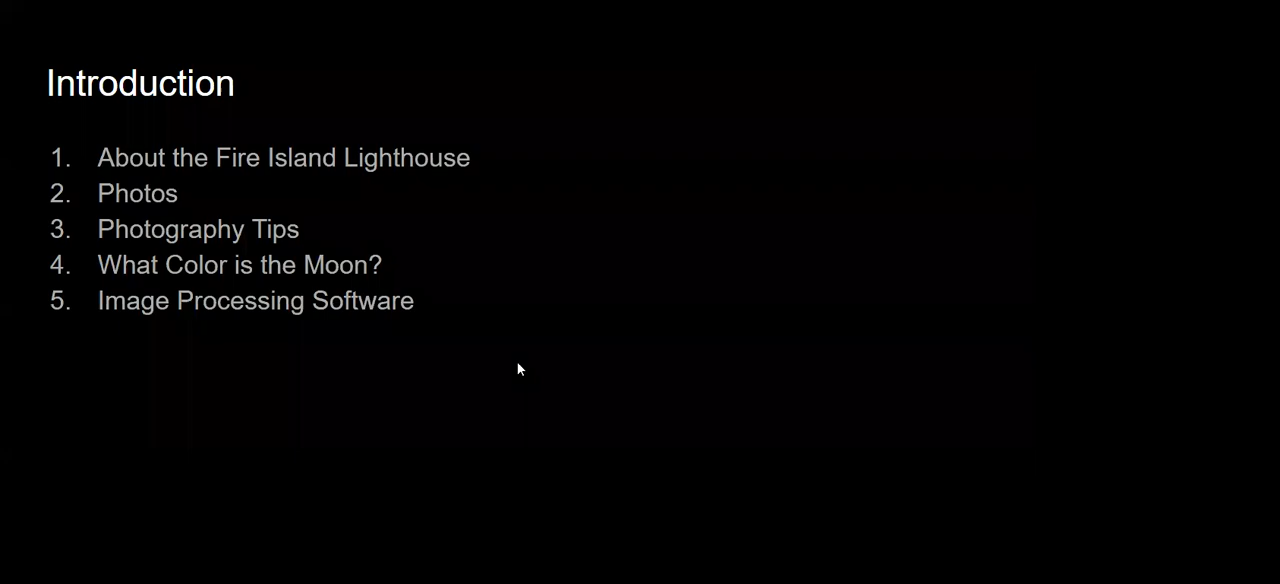 Introduction
1. About the Fire Island Lighthouse
2. Photos
3. Photography Tips
4. What Color is the Moon?
5. Image Processing Software